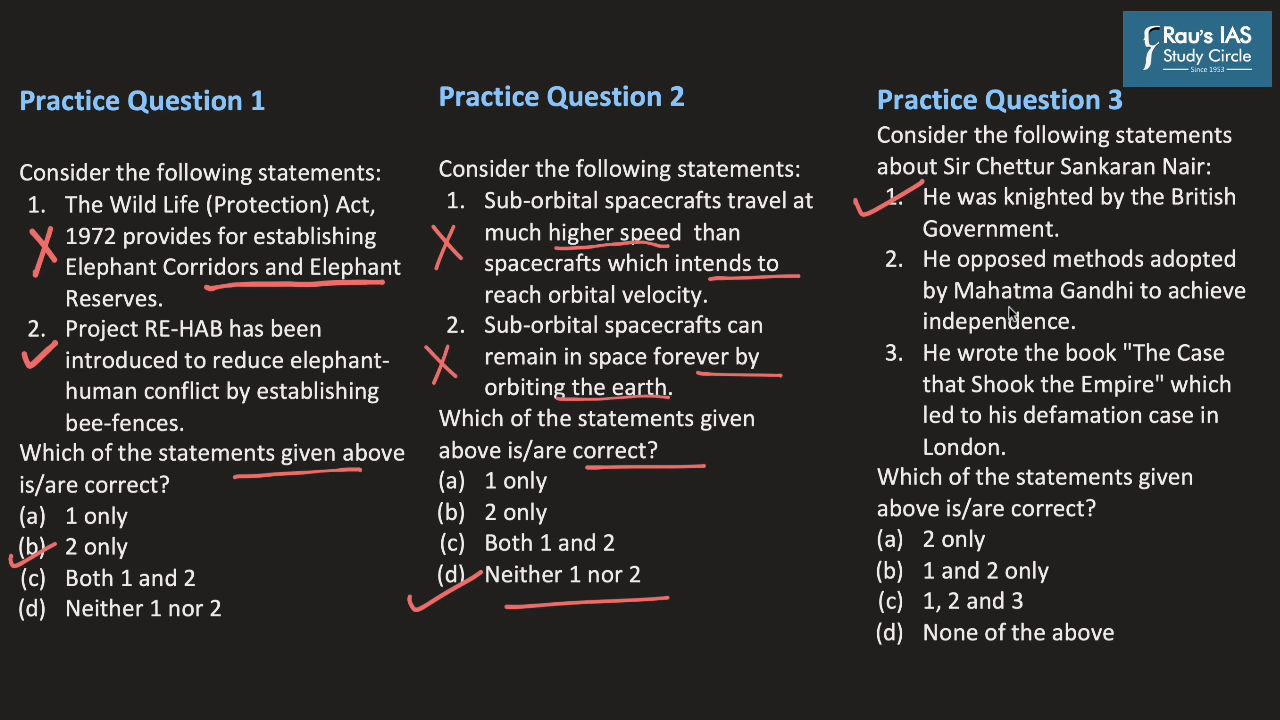 Rau's IAS
Study Circle
Since 1953
Practice Question 1
Consider the following statements:
1. The Wild Life (Protection) Act,
1972 provides for establishing
Elephant Corridors and Elephant
Reserves.
2. Project RE-HAB has been
introduced to reduce elephant-
human conflict by establishing
bee-fences.
Which of the statements given above
is/are correct?
(a) 1 only
(b) 2 only
(c) Both 1 and 2
(d) Neither 1 nor 2
Practice Question 2
Consider the following statements:
1. Sub-orbital spacecrafts travel at
much higher speed than
spacecrafts which intends to
reach orbital velocity.
2. Sub-orbital spacecrafts can
remain in space forever by
orbiting the earth.
Which of the statements given
above is/are correct?
(a) 1 only
(b) 2 only
(c) Both 1 and 2
(d) Neither 1 nor 2
Practice Question 3
Consider the following statements
about Sir Chettur Sankaran Nair:
1. He was knighted by the British
Government.
2. He opposed methods adopted
by Mahatma Gandhi to achieve
independence.
3. He wrote the book "The Case
that Shook the Empire" which
led to his defamation case in
London.
Which of the statements given
above is/are correct?
(a) 2 only
(b) 1 and 2 only
(c) 1, 2 and 3
(d) None of the above